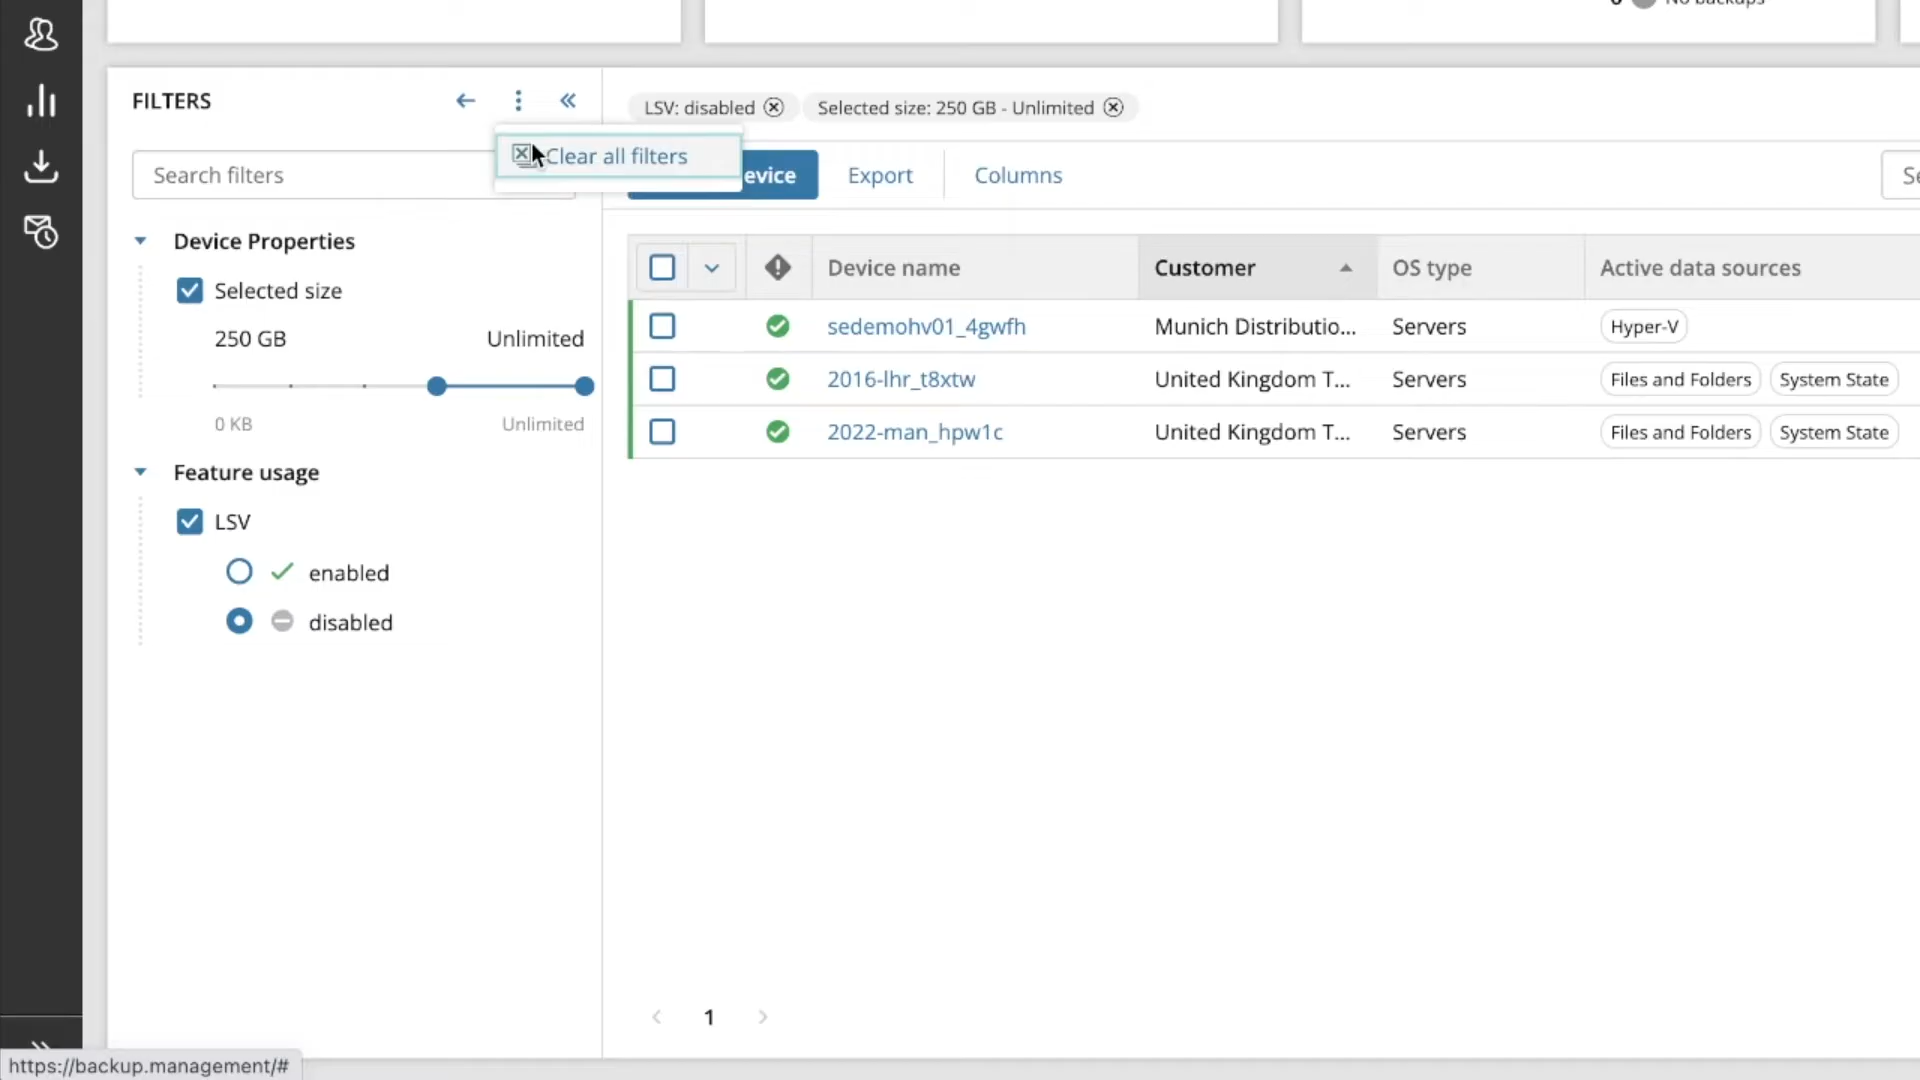 No backups
FILTERS
LSV: disabled
Selected size: 250 GB - Unlimited
Clear all filters
Search filters
evice
Export
Columns
Device Properties
Device name
Customer
OS type
Active data sources
Selected size
250 GB
Unlimited
0 KB
Unlimited
sedemohv01_4gwfh
Munich Distributio...
Servers
Hyper-V
2016-lhr_t8xtw
United Kingdom T...
Servers
Files and Folders
System State
2022-man_hpw1c
United Kingdom T...
Servers
Files and Folders
System State
Feature usage
LSV
enabled
disabled
1
https://backup.management/#